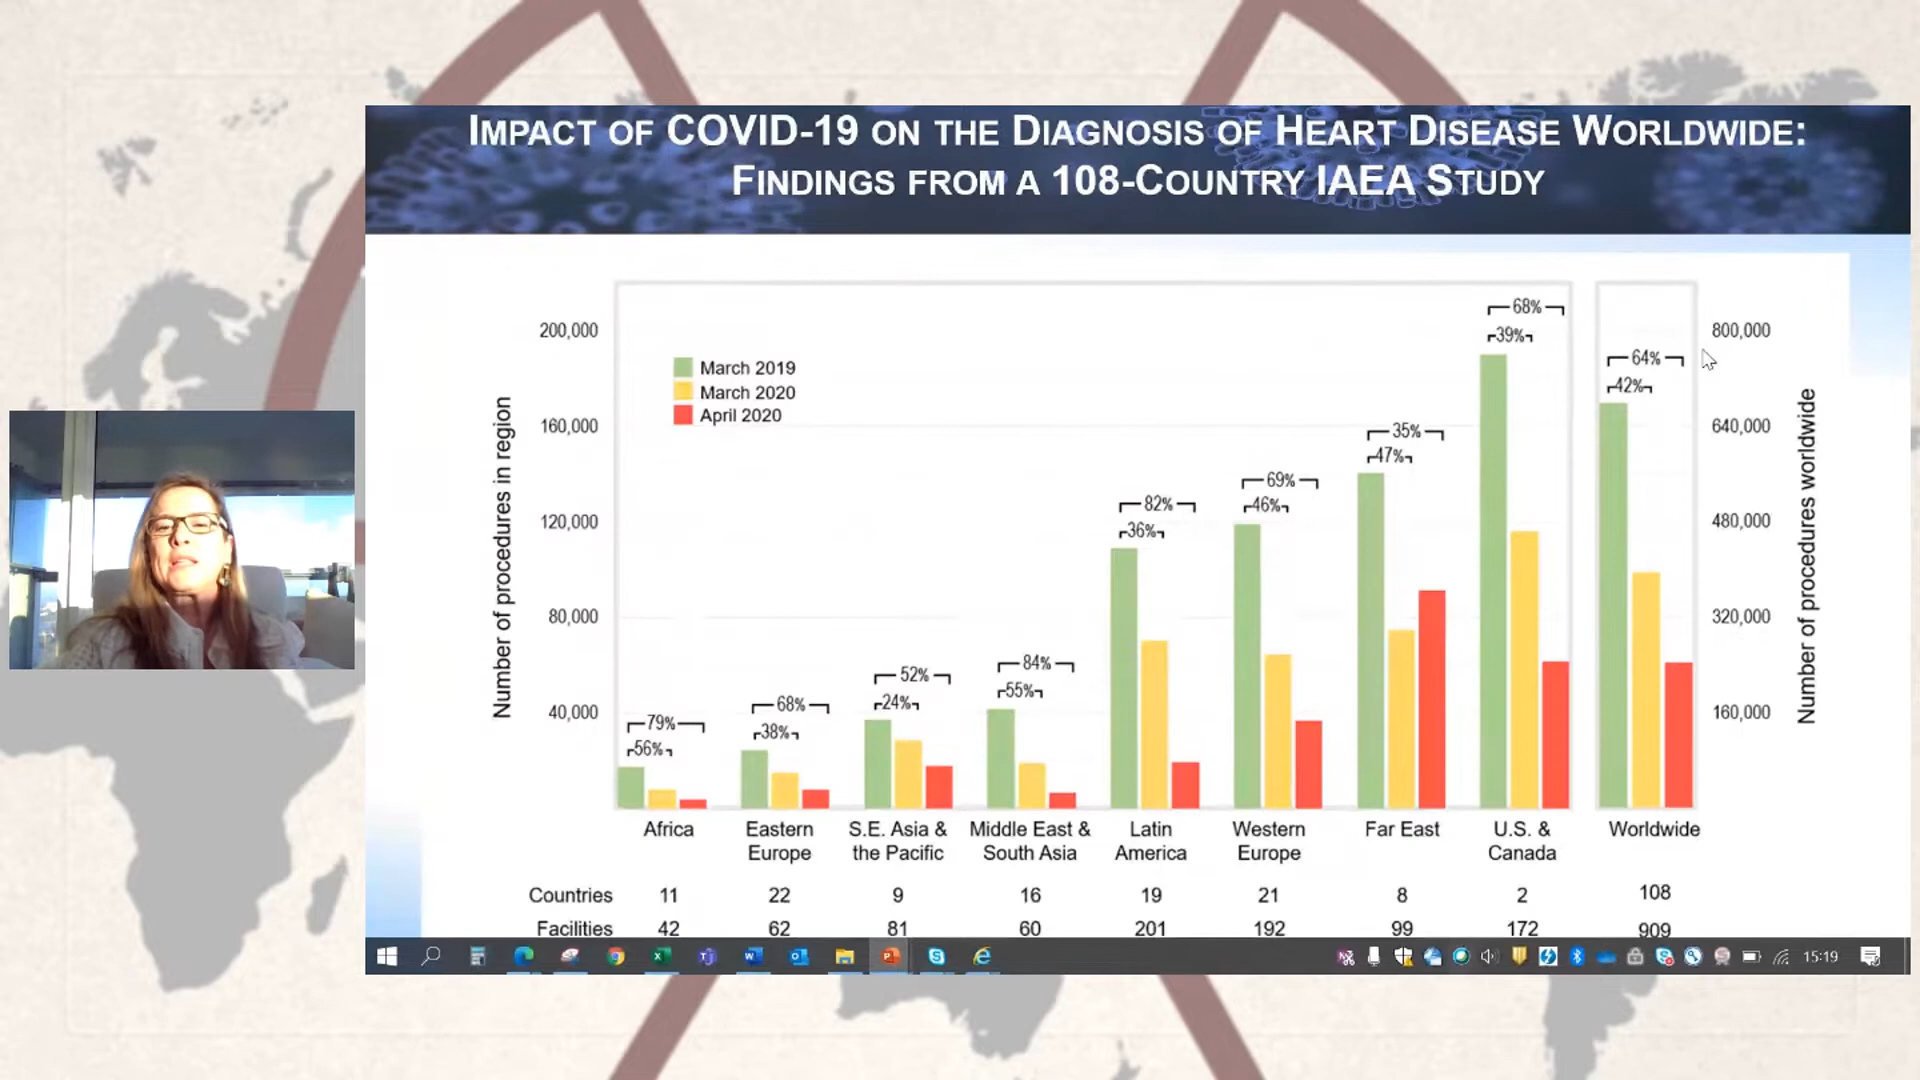 IMPACT OF COVID-19 ON THE DIAGNOSIS OF HEART DISEASE WORLDWIDE:
FINDINGS FROM A 108-COUNTRY IAEA STUDY
Number of procedures in region
200,000
160,000
120,000
80,000
40,000
March 2019
March 2020
April 2020
79%
56%
68%
38%
52%
24%
84%
55%
82%
36%
69%
46%
35%
47%
68%
39%
64%
42%
800,000
640,000
480,000
320,000
160,000
Number of procedures worldwide
Africa
Eastern Europe
S.E. Asia & the Pacific
Middle East & South Asia
Latin America
Western Europe
Far East
U.S. & Canada
Worldwide
Countries 11 22 9 16 19 21 8 2 108
Facilities 42 62 81 60 201 192 99 172 909
15:19